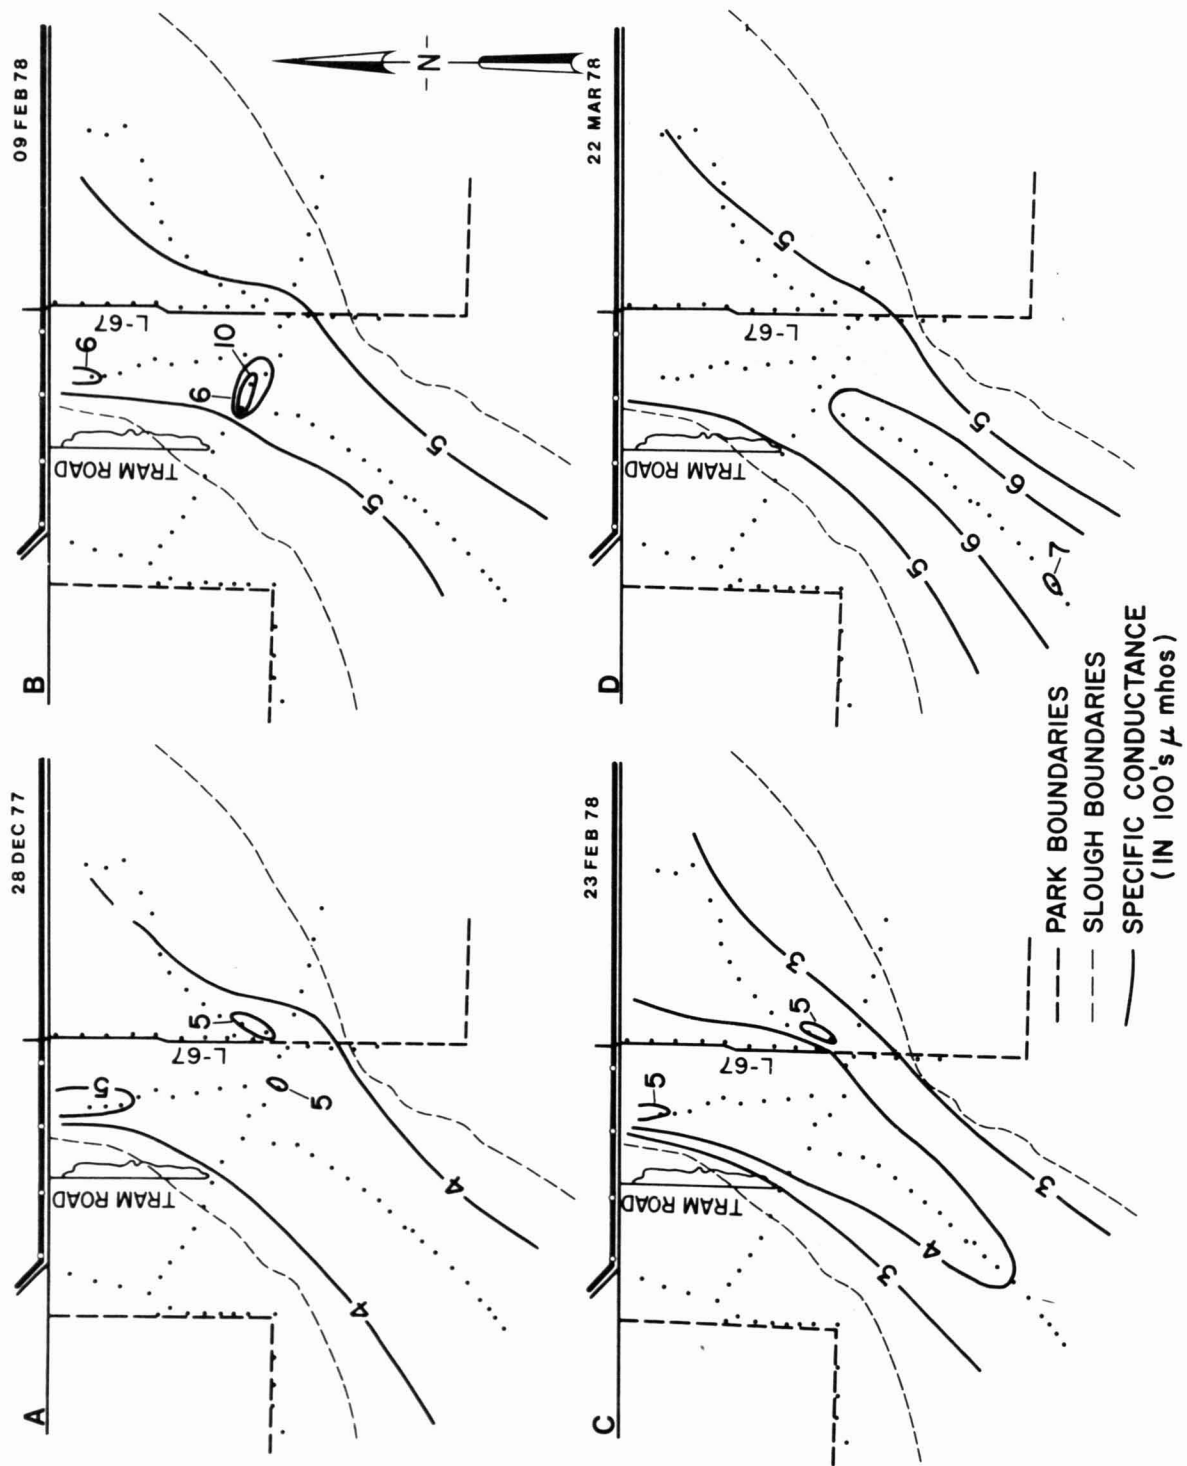 A
28 DEC 77
TRAM ROAD
L-67
5
5
5
4
4
B
09 FEB 78
TRAM ROAD
L-67
6
6
10
5
5
-N-
C
23 FEB 78
TRAM ROAD
L-67
5
5
3
4
3
3
D
22 MAR 78
TRAM ROAD
L-67
5
5
5
6
6
7
PARK BOUNDARIES
SLOUGH BOUNDARIES
SPECIFIC CONDUCTANCE
(IN 100's μ mhos)